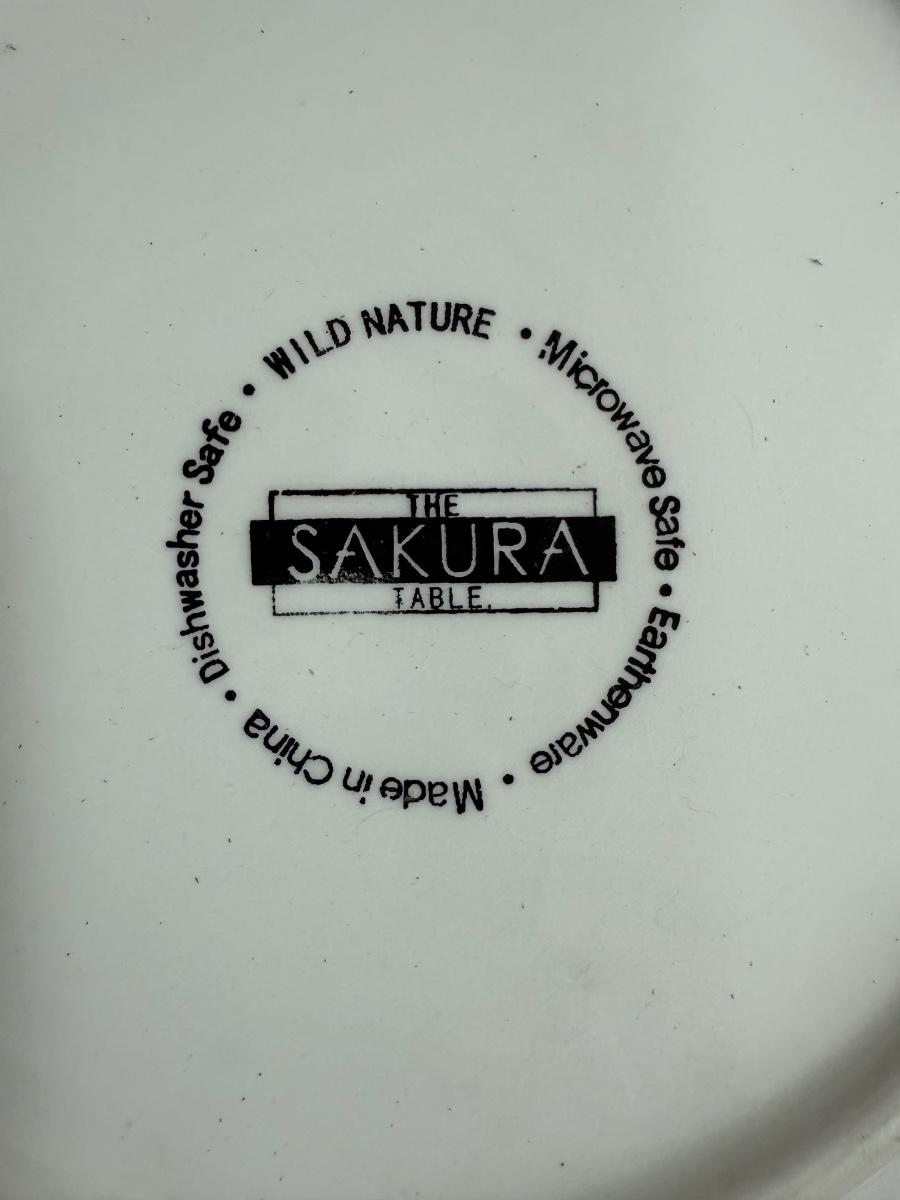 WILD NATURE • Microwave Safe • Earthenware • Made in China • Dishwasher Safe •
THE
SAKURA
TABLE.